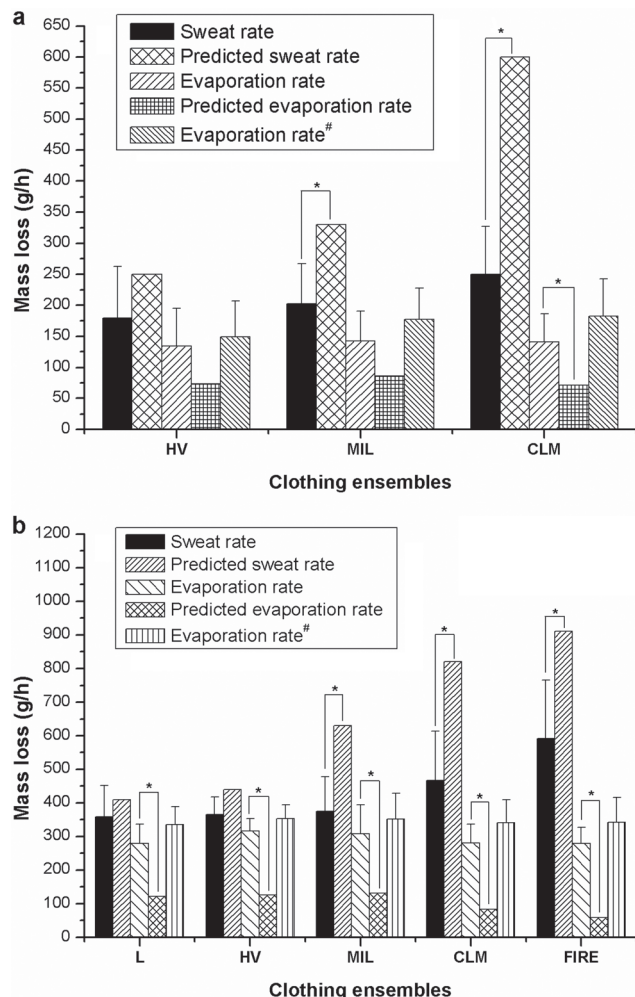 a
650
600
550
500
450
400
350
300
250
200
150
100
50
0
Mass loss (g/h)
Sweat rate
Predicted sweat rate
Evaporation rate
Predicted evaporation rate
Evaporation rate#
*
*
*
HV MIL CLM
Clothing ensembles
b
1200
1100
1000
900
800
700
600
500
400
300
200
100
0
Mass loss (g/h)
Sweat rate
Predicted sweat rate
Evaporation rate
Predicted evaporation rate
Evaporation rate#
*
*
*
*
*
*
*
*
L HV MIL CLM FIRE
Clothing ensembles